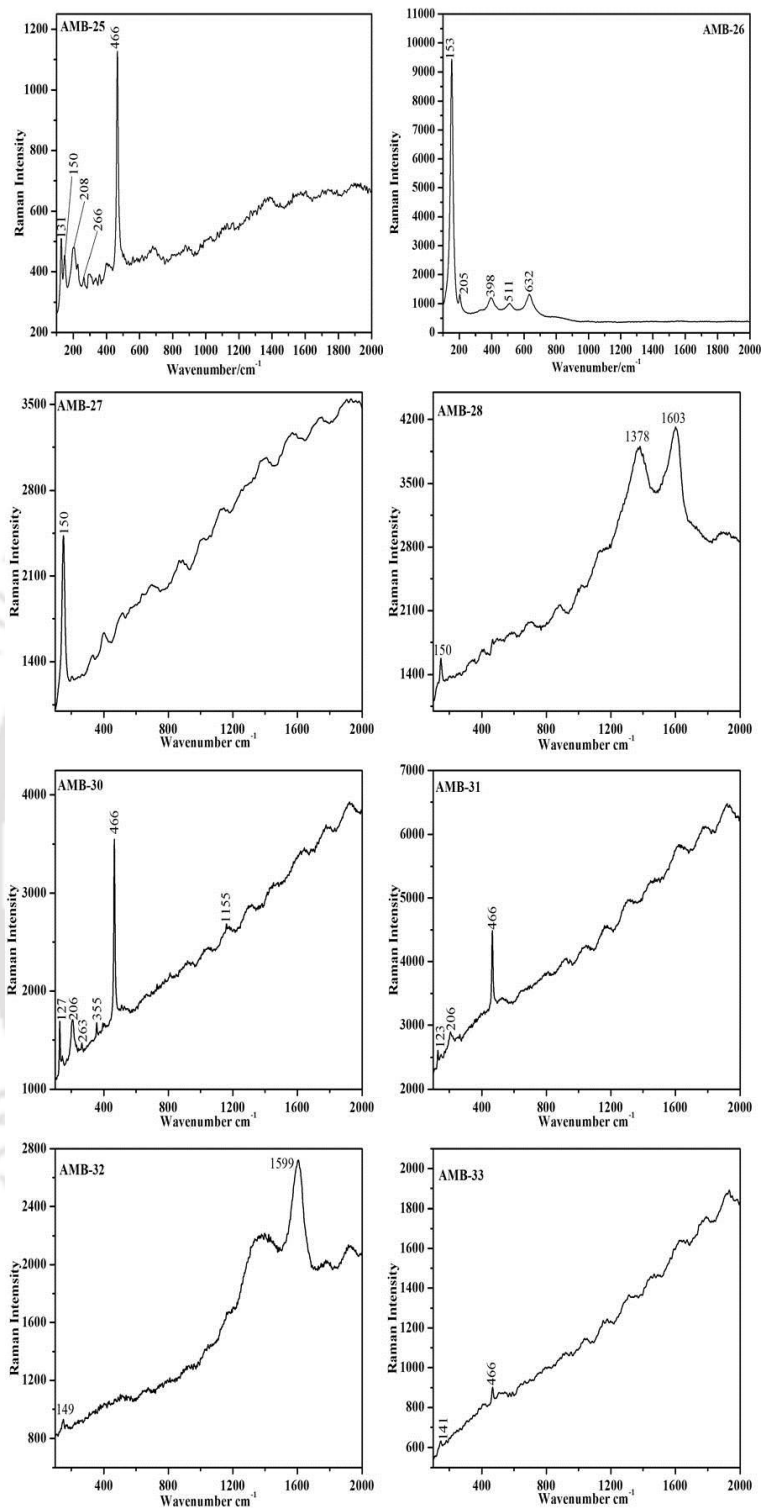 AMB-25
466
131
150
208
266
1200
1000
800
600
400
200
200 400 600 800 1000 1200 1400 1600 1800 2000
Raman Intensity
Wavenumber/cm-1
AMB-26
153
205
398
511
632
11000
10000
9000
8000
7000
6000
5000
4000
3000
2000
1000
0
200 400 600 800 1000 1200 1400 1600 1800 2000
Raman Intensity
Wavenumber/cm-1
AMB-27
150
3500
2800
2100
1400
400 800 1200 1600 2000
Raman Intensity
Wavenumber cm-1
AMB-28
150
1378
1603
4200
3500
2800
2100
1400
400 800 1200 1600 2000
Raman Intensity
Wavenumber cm-1
AMB-30
127
206
263
355
466
1155
4000
3000
2000
1000
400 800 1200 1600 2000
Raman Intensity
Wavenumber cm-1
AMB-31
123
206
466
7000
6000
5000
4000
3000
2000
400 800 1200 1600 2000
Raman Intensity
Wavenumber cm-1
AMB-32
149
1599
2800
2400
2000
1600
1200
800
400 800 1200 1600 2000
Raman Intensity
Wavenumber cm-1
AMB-33
141
466
2000
1800
1600
1400
1200
1000
800
600
400 800 1200 1600 2000
Raman Intemsity
Wavenumber cm-1